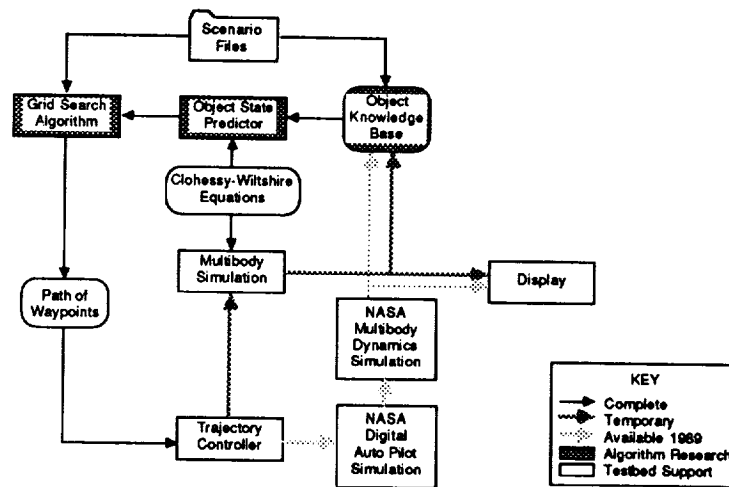 Scenario
Files
Grid Search
Algorithm
Object State
Predictor
Object
Knowledge
Base
Clohessy-Wiltshire
Equations
Multibody
Simulation
Display
Path of
Waypoints
NASA
Multibody
Dynamics
Simulation
Trajectory
Controller
NASA
Digital
Auto Pilot
Simulation
KEY
Complete
Temporary
Available 1989
Algorithm Research
Testbed Support